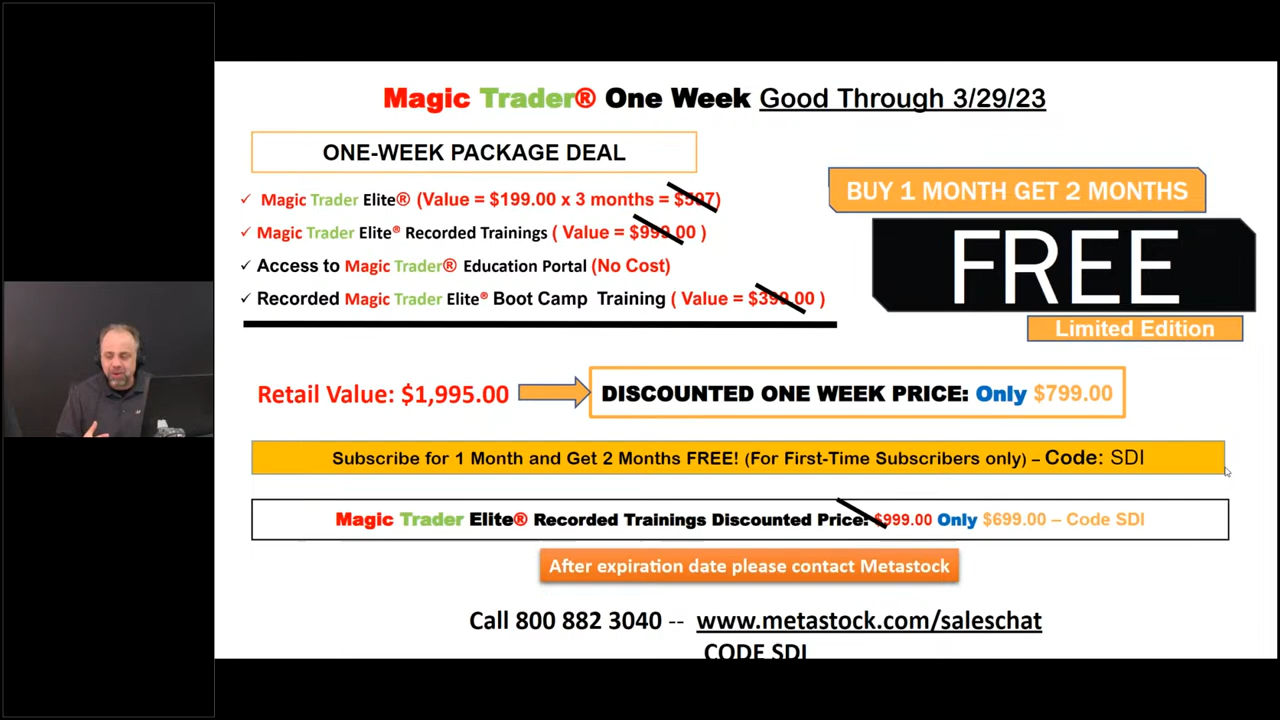 Magic Trader® One Week Good Through 3/29/23
ONE-WEEK PACKAGE DEAL
BUY 1 MONTH GET 2 MONTHS
FREE
Limited Edition
✓ Magic Trader Elite® (Value = $199.00 x 3 months = $597)
✓ Magic Trader Elite® Recorded Trainings ( Value = $999.00 )
✓ Access to Magic Trader® Education Portal (No Cost)
✓ Recorded Magic Trader Elite® Boot Camp Training ( Value = $399.00 )
Retail Value: $1,995.00
DISCOUNTED ONE WEEK PRICE: Only $799.00
Subscribe for 1 Month and Get 2 Months FREE! (For First-Time Subscribers only) – Code: SDI
Magic Trader Elite® Recorded Trainings Discounted Price: $999.00 Only $699.00 – Code SDI
After expiration date please contact Metastock
Call 800 882 3040 -- www.metastock.com/saleschat
CODE SDI